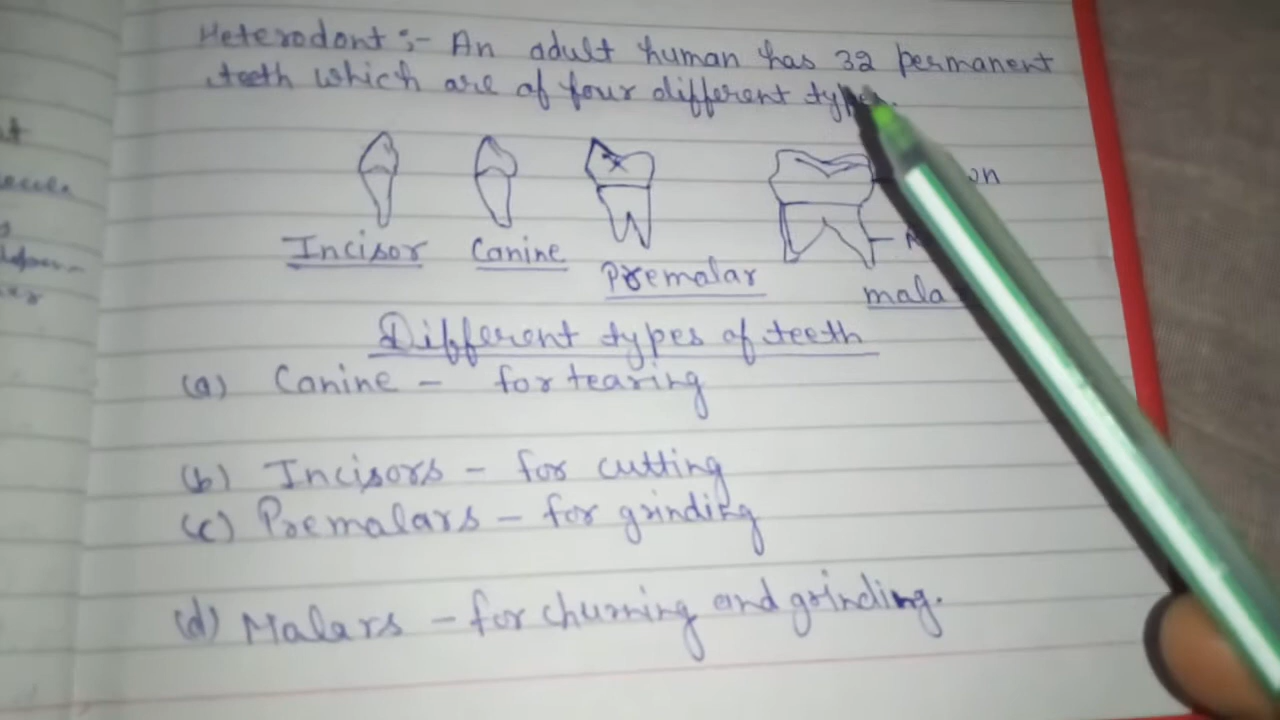 Heterodont :- An adult human has 32 permanent
teeth which are of four different types.
Incisor Canine
Premalar
mala
Different types of teeth
(a) Canine - for tearing
(b) Incisors - for cutting
(c) Premalars - for grinding
(d) Malars - for churning and grinding.